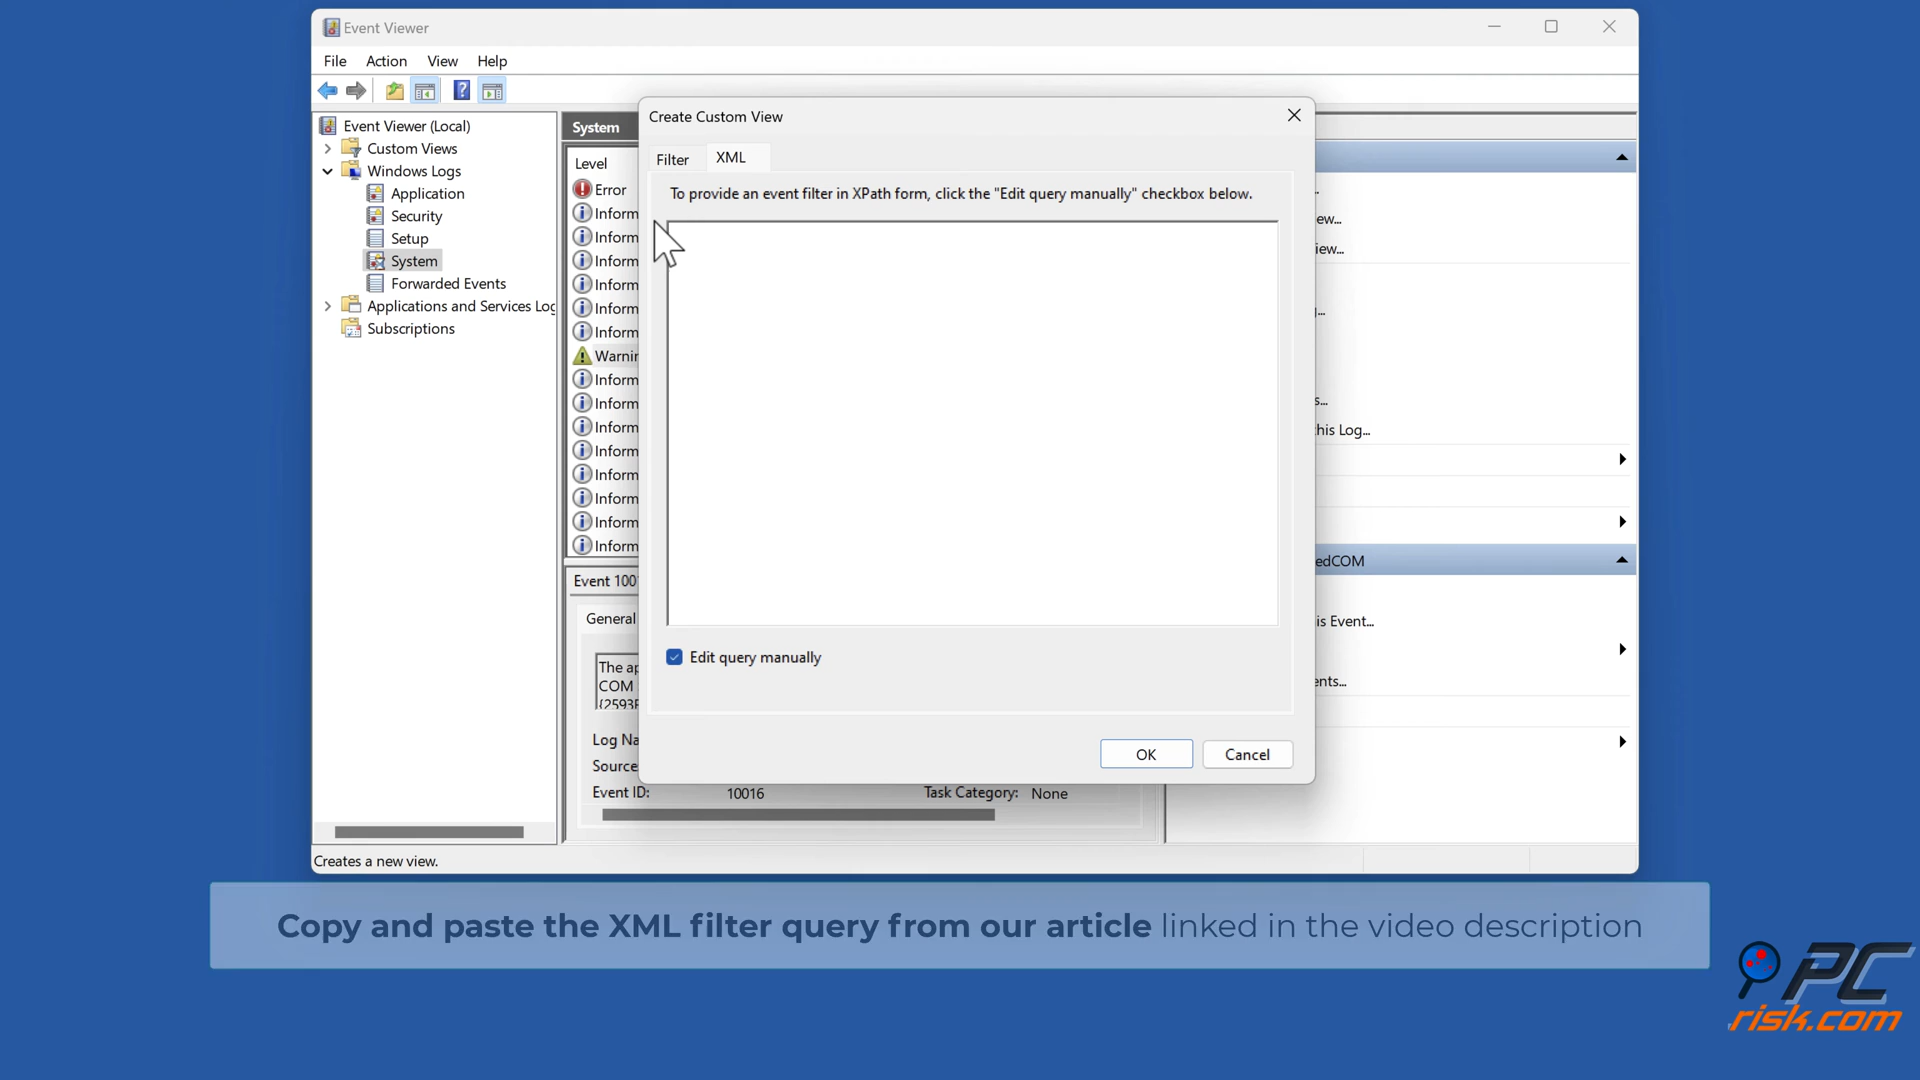 Event Viewer
File Action View Help
Event Viewer (Local)
Custom Views
Windows Logs
Application
Security
Setup
System
Forwarded Events
Applications and Services Log
Subscriptions
System
Level
Error
Inform
Inform
Inform
Inform
Inform
Inform
Warnin
Inform
Inform
Inform
Inform
Inform
Inform
Inform
Inform
Event 100
General
The ap
COM
{2593F
Log Na
Source
Event ID: 10016 Task Category: None
Create Custom View
Filter XML
To provide an event filter in XPath form, click the "Edit query manually" checkbox below.
Edit query manually
OK Cancel
ew...
iew...
s...
his Log...
edCOM
is Event...
ents...
Creates a new view.
Copy and paste the XML filter query from our article linked in the video description
PC
risk.com